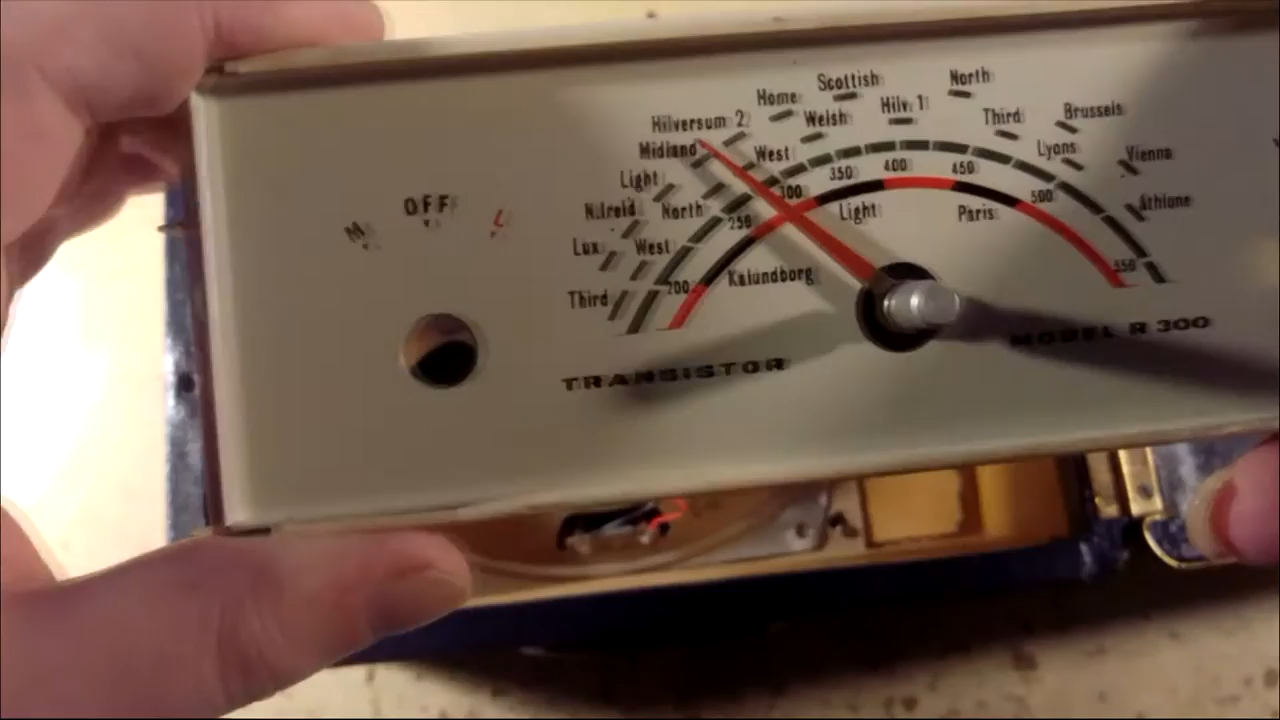 Scottish North
Home Hilv. 1 Brussels
Hilversum 2 Welsh Third
Midland West Lyons Vienna
Light 300 350 400 450 500
N.Ireld North 250 Light Paris Athlone
M OFF L
Lux West
200 Kalundborg 550
Third
TRANSISTOR MODEL R 300